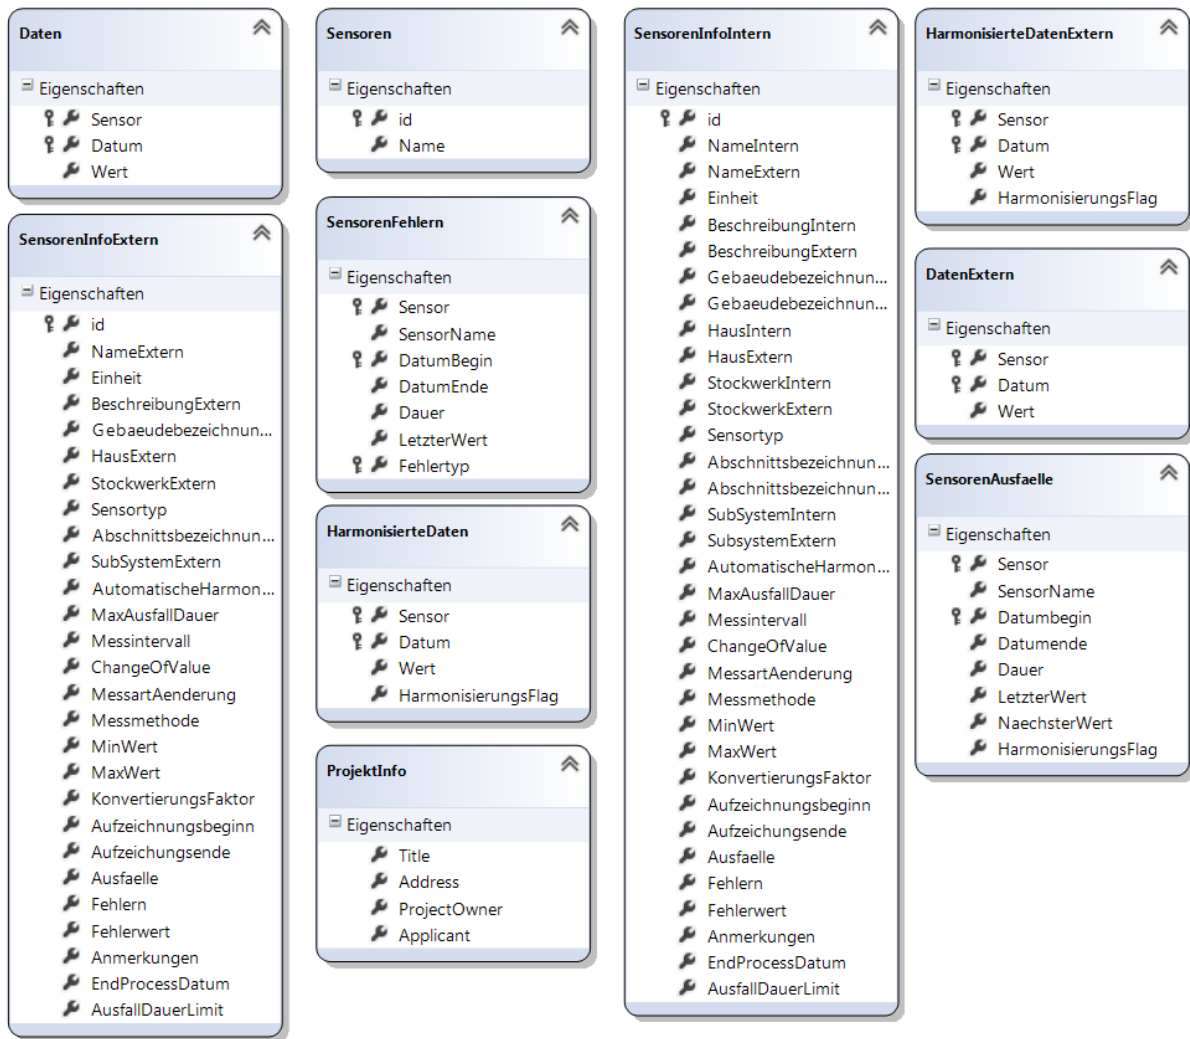 Daten
Eigenschaften
Sensor
Datum
Wert
SensorenInfoExtern
Eigenschaften
id
NameExtern
Einheit
BeschreibungExtern
Gebaeudebezeichnun...
HausExtern
StockwerkExtern
Sensortyp
Abschnittsbezeichnun...
SubSystemExtern
AutomatischeHarmon...
MaxAusfallDauer
Messintervall
ChangeOfValue
MessartAenderung
Messmethode
MinWert
MaxWert
KonvertierungsFaktor
Aufzeichnungsbeginn
Aufzeichungsende
Ausfaelle
Fehlern
Fehlerwert
Anmerkungen
EndProcessDatum
AusfallDauerLimit
Sensoren
Eigenschaften
id
Name
SensorenFehlern
Eigenschaften
Sensor
SensorName
DatumBegin
DatumEnde
Dauer
LetzterWert
Fehlertyp
HarmonisierteDaten
Eigenschaften
Sensor
Datum
Wert
HarmonisierungsFlag
ProjektInfo
Eigenschaften
Title
Address
ProjectOwner
Applicant
SensorenInfoIntern
Eigenschaften
id
NameIntern
NameExtern
Einheit
BeschreibungIntern
BeschreibungExtern
Gebaeudebezeichnun...
Gebaeudebezeichnun...
HausIntern
HausExtern
StockwerkIntern
StockwerkExtern
Sensortyp
Abschnittsbezeichnun...
Abschnittsbezeichnun...
SubSystemIntern
SubsystemExtern
AutomatischeHarmon...
MaxAusfallDauer
Messintervall
ChangeOfValue
MessartAenderung
Messmethode
MinWert
MaxWert
KonvertierungsFaktor
Aufzeichnungsbeginn
Aufzeichungsende
Ausfaelle
Fehlern
Fehlerwert
Anmerkungen
EndProcessDatum
AusfallDauerLimit
HarmonisierteDatenExtern
Eigenschaften
Sensor
Datum
Wert
HarmonisierungsFlag
DatenExtern
Eigenschaften
Sensor
Datum
Wert
SensorenAusfaelle
Eigenschaften
Sensor
SensorName
Datumbegin
Datumende
Dauer
LetzterWert
NaechsterWert
HarmonisierungsFlag